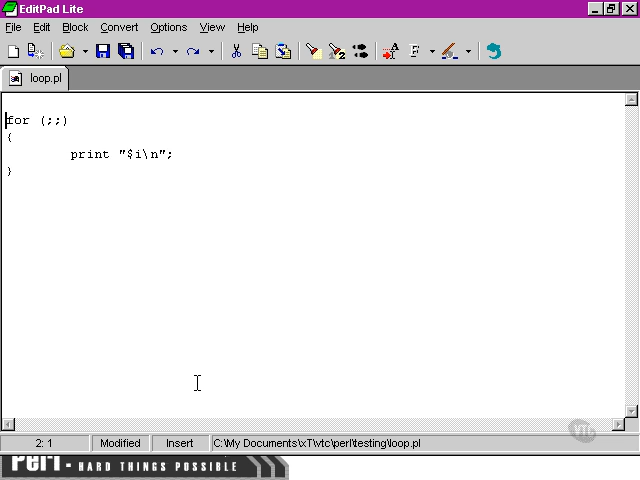 EditPad Lite
File Edit Block Convert Options View Help
loop.pl
for (;;)
{
print "$i\n";
}
2: 1 Modified Insert C:\My Documents\xT\vtc\perl\testing\loop.pl
VTC
Perl - HARD THINGS POSSIBLE